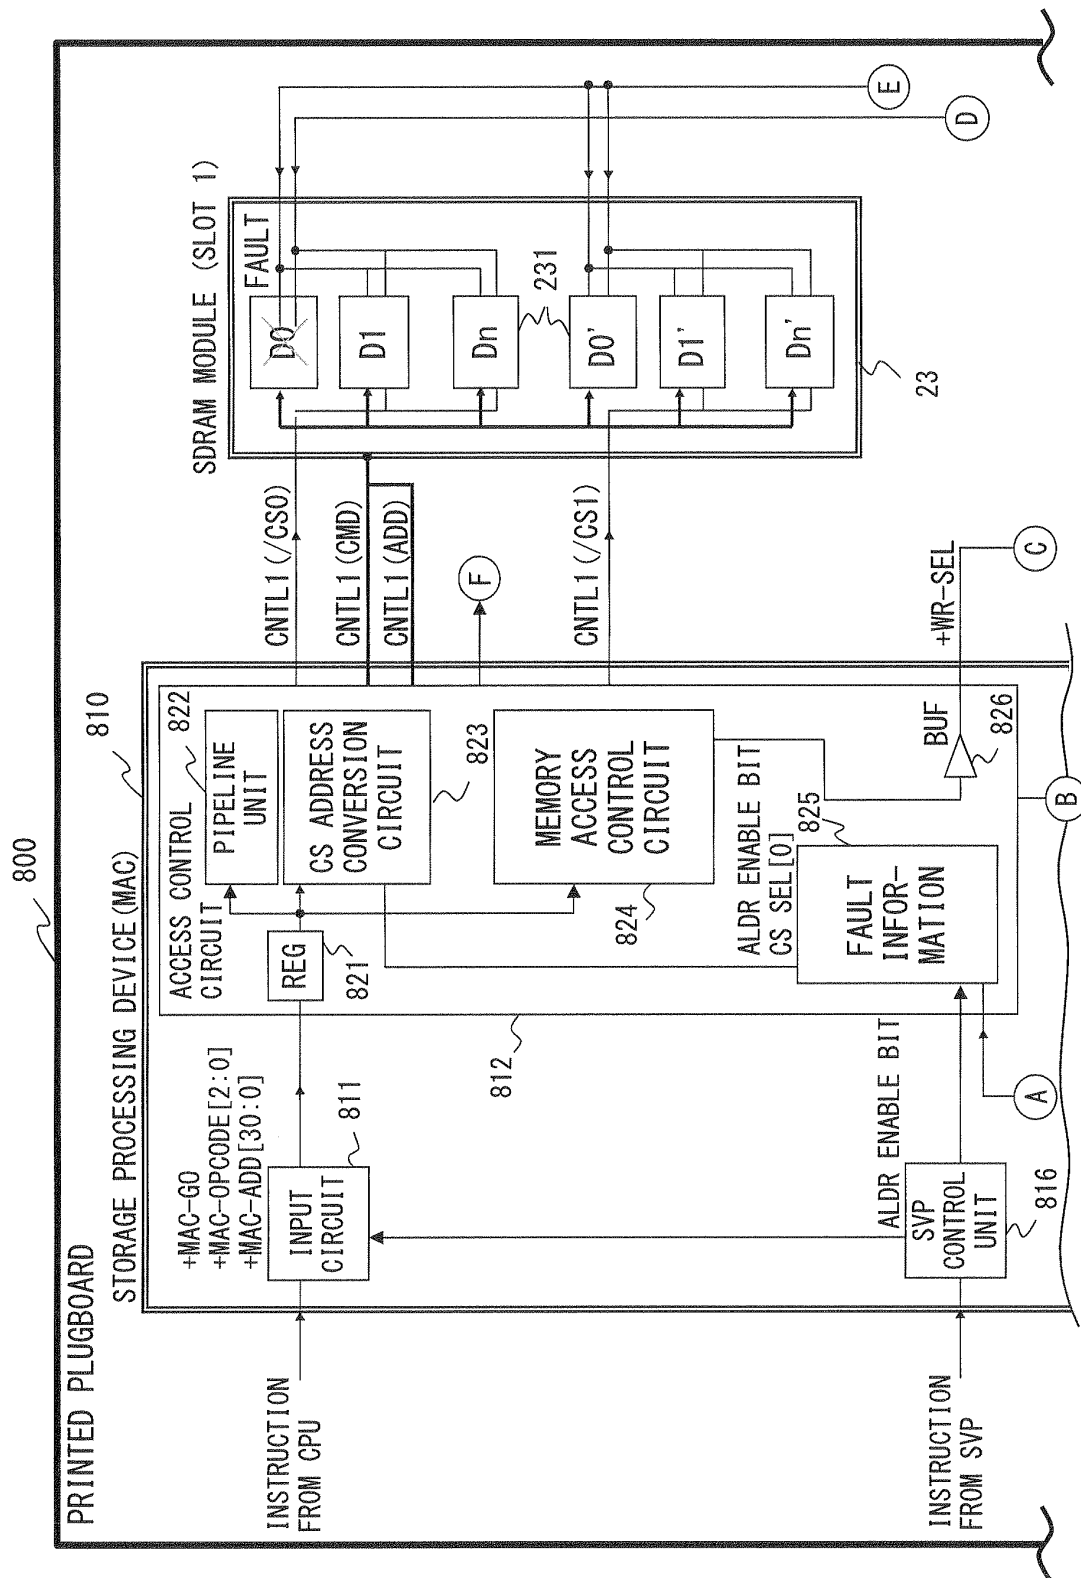 800
PRINTED PLUGBOARD
810
STORAGE PROCESSING DEVICE(MAC)
ACCESS CONTROL
CIRCUIT
822
PIPELINE
UNIT
CS ADDRESS
CONVERSION
CIRCUIT
823
REG
821
+MAC-GO
+MAC-OPCODE[2:0]
+MAC-ADD[30:0]
INPUT
CIRCUIT
811
INSTRUCTION
FROM CPU
812
MEMORY
ACCESS
CONTROL
CIRCUIT
824
ALDR ENABLE BIT
CS SEL[0]
825
FAULT
INFOR-
MATION
BUF
826
+WR-SEL
ALDR ENABLE BIT
SVP
CONTROL
UNIT
816
INSTRUCTION
FROM SVP
A
B
C
SDRAM MODULE (SLOT 1)
FAULT
D0
D1
Dn
231
D0'
D1'
Dn'
23
CNTL1(/CS0)
CNTL1(CMD)
CNTL1(ADD)
F
CNTL1(/CS1)
E
D